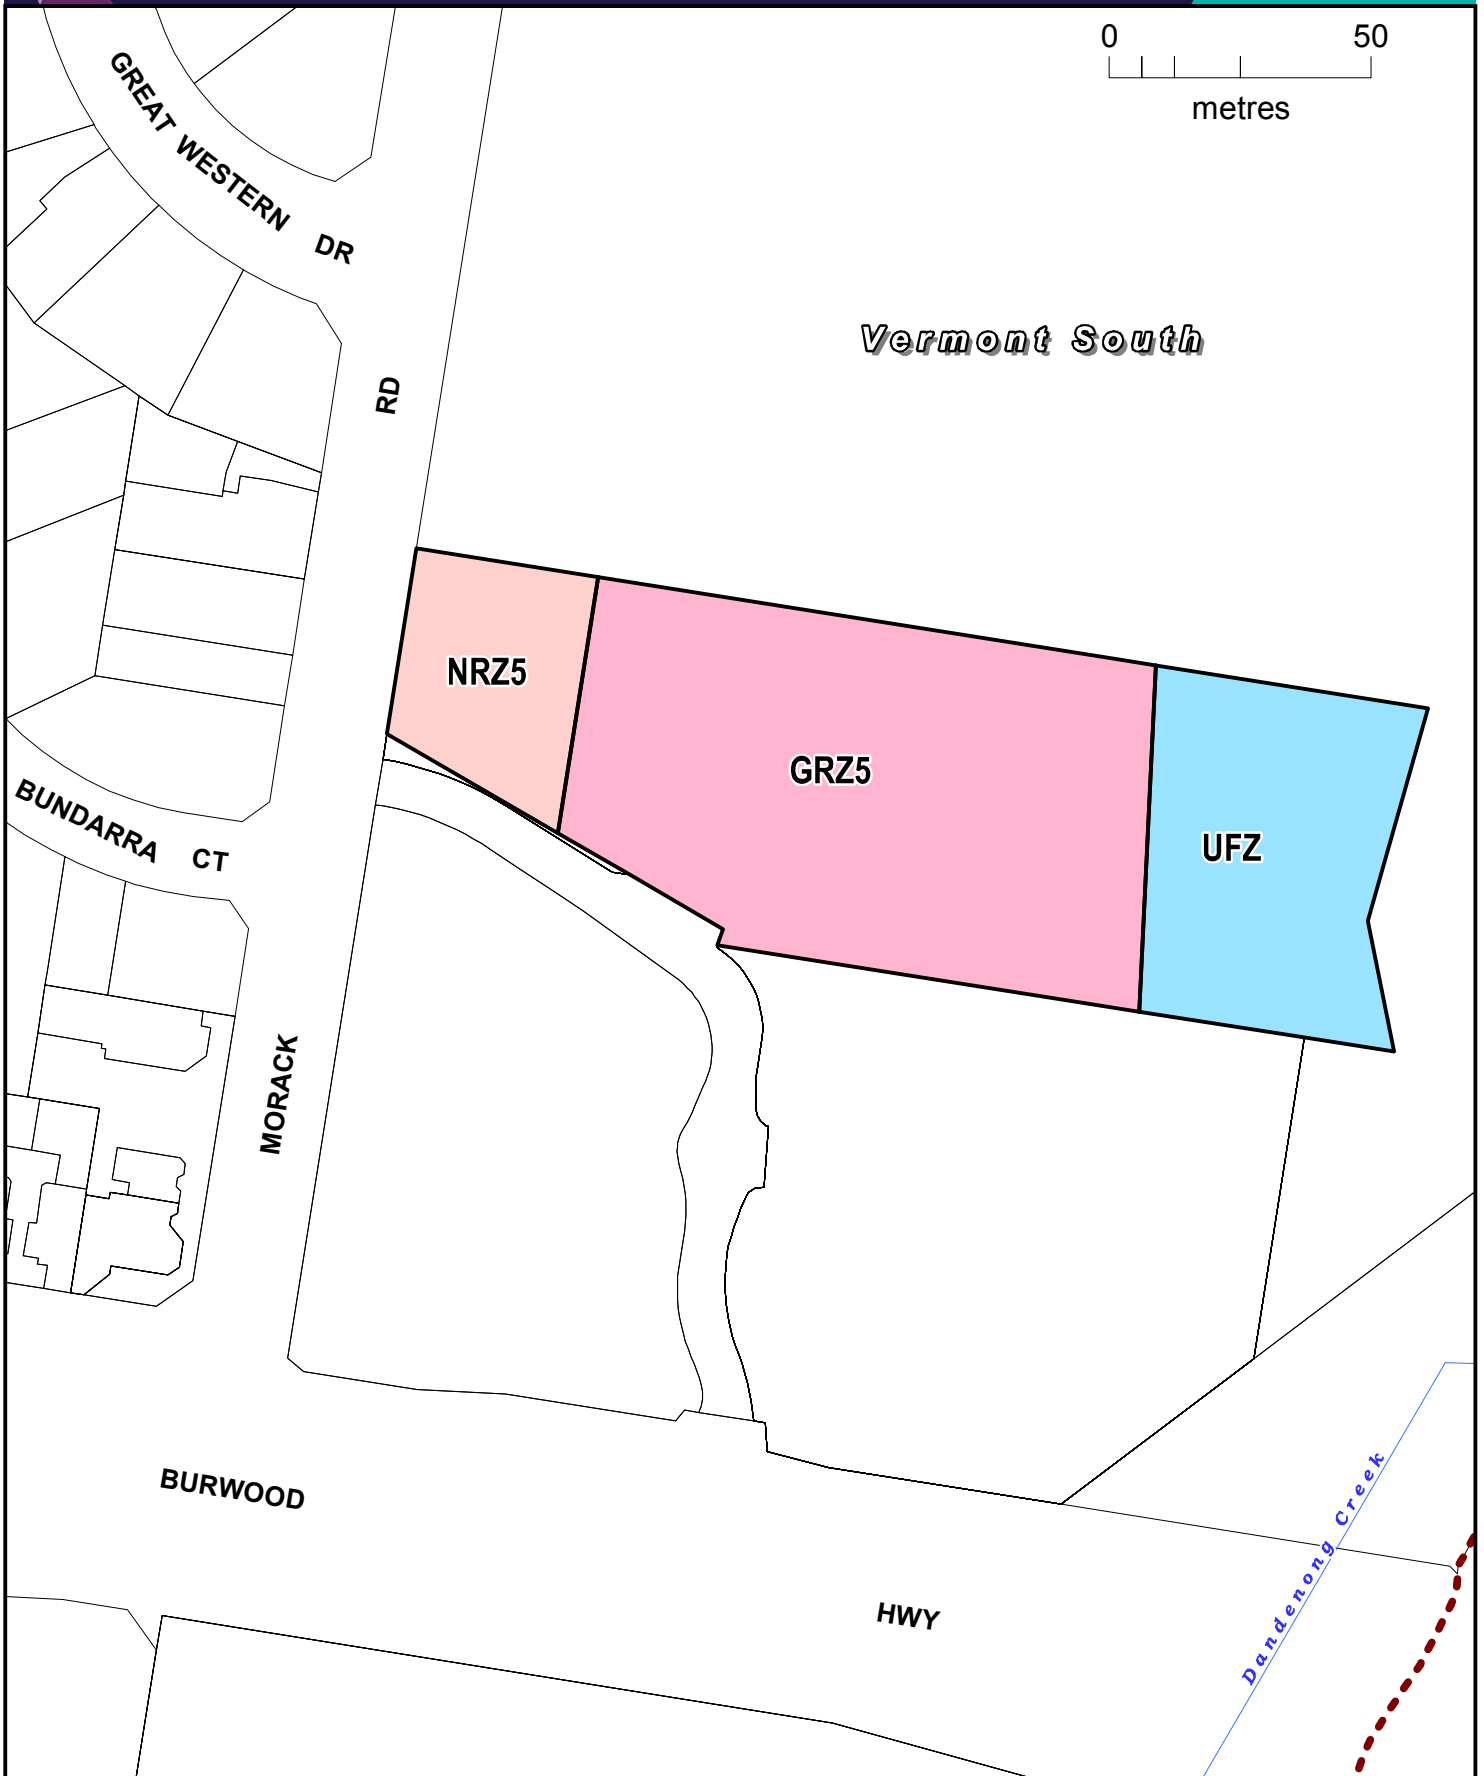 0 50
metres
GREAT WESTERN DR
Vermont South
RD
NRZ5
GRZ5
UFZ
BUNDARRA CT
MORACK
BURWOOD
HWY
Dandenong Creek